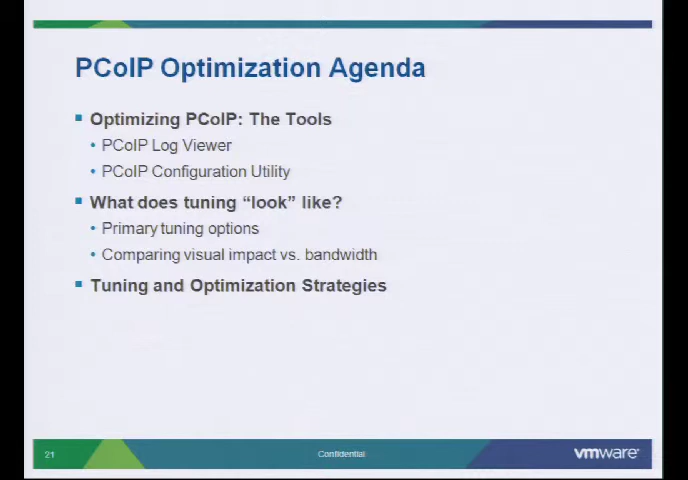 PCoIP Optimization Agenda
Optimizing PCoIP: The Tools
PCoIP Log Viewer
PCoIP Configuration Utility
What does tuning “look” like?
Primary tuning options
Comparing visual impact vs. bandwidth
Tuning and Optimization Strategies
21
Confidential
vmware